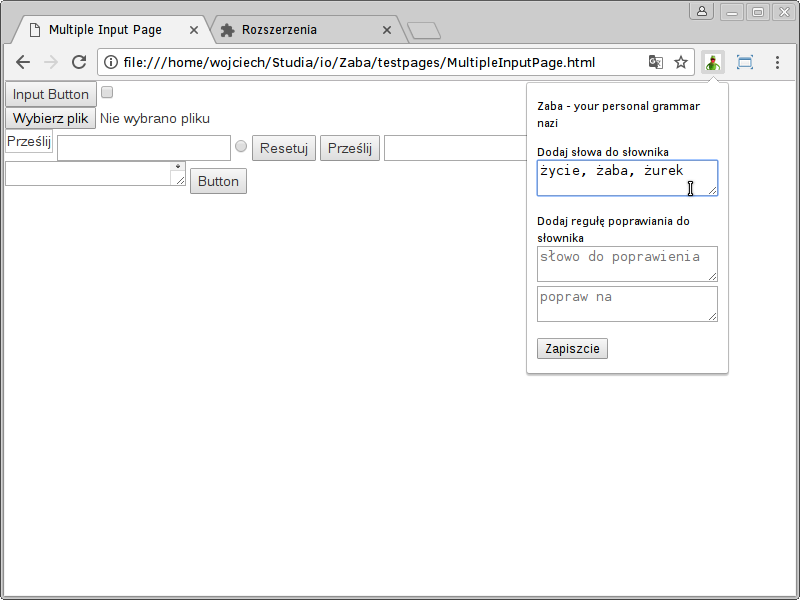 Multiple Input Page
Rozszerzenia
file:///home/wojciech/Studia/io/Zaba/testpages/MultipleInputPage.html
Input Button
Wybierz plik Nie wybrano pliku
Prześlij Resetuj Prześlij
Button
Zaba - your personal grammar
nazi
Dodaj słowa do słownika
życie, żaba, żurek
Dodaj regułę poprawiania do
słownika
słowo do poprawienia
popraw na
Zapiszcie